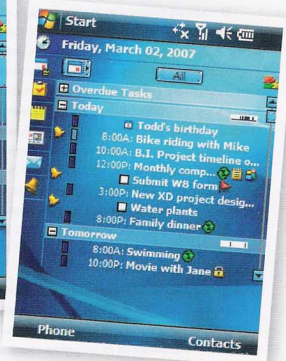 Start
Friday, March 02, 2007
All
Overdue Tasks
Today
Todd's birthday
8:00A: Bike riding with Mike
10:00A: B.I. Project timeline o...
12:00P: Monthly comp...
Submit W8 form
3:00P: New XD project desig...
Water plants
8:00P: Family dinner
Tomorrow
8:00A: Swimming
10:00P: Movie with Jane
Phone
Contacts